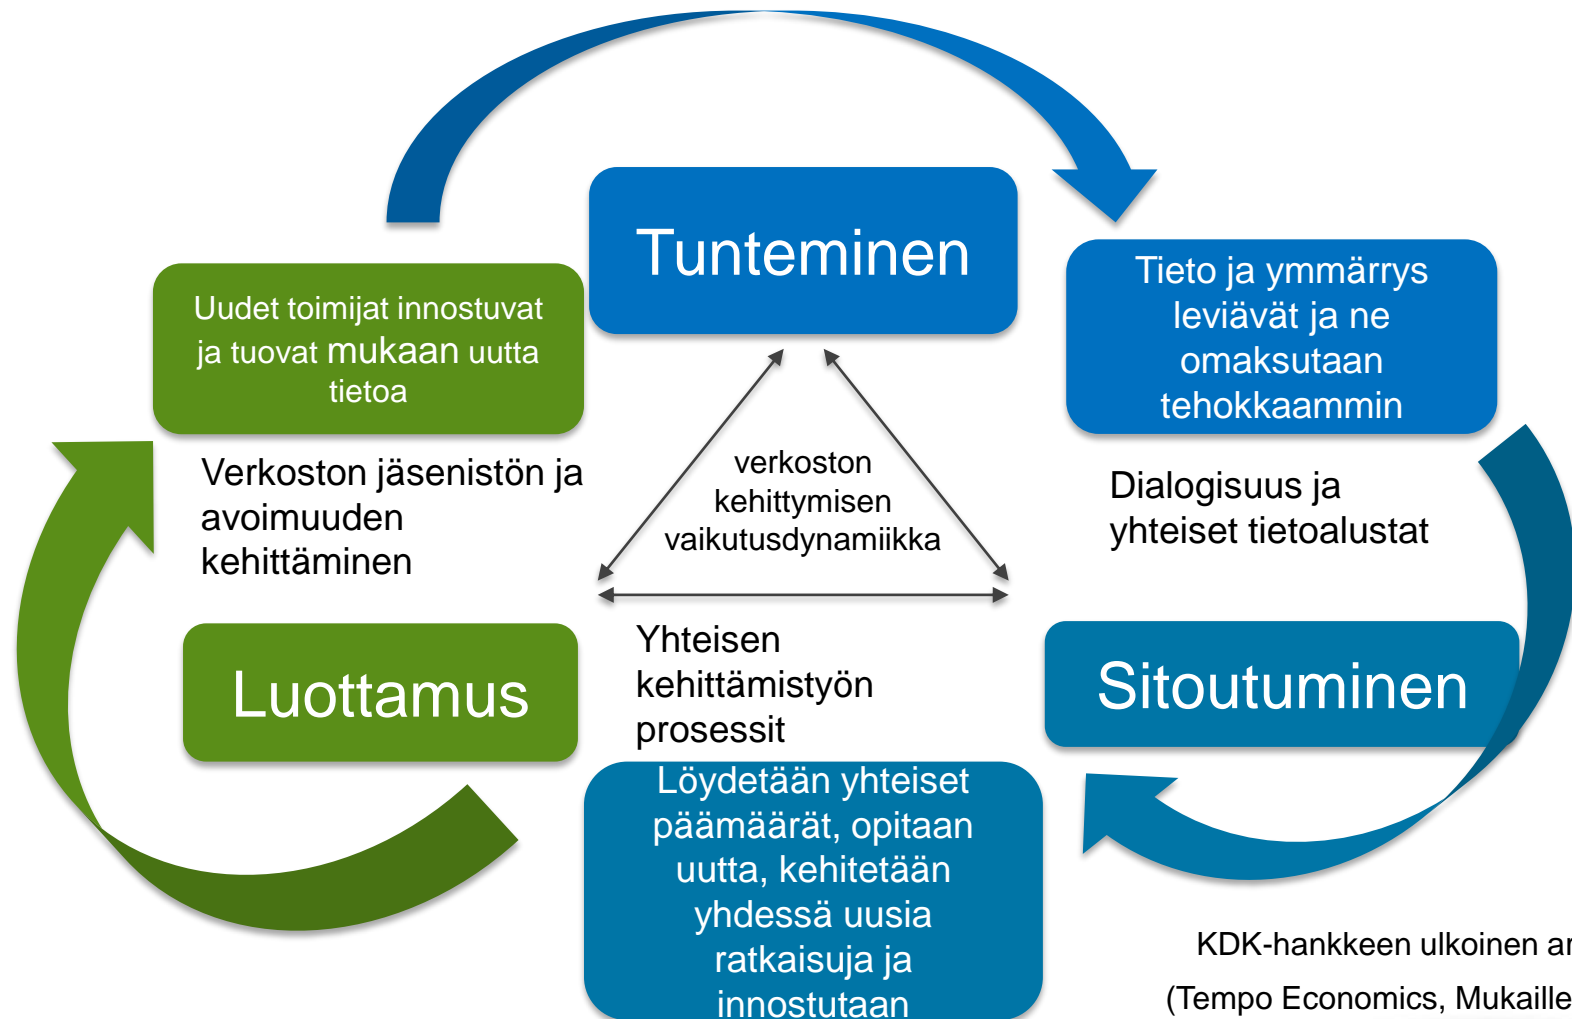 Tunteminen
Uudet toimijat innostuvat
ja tuovat mukaan uutta
tietoa
Tieto ja ymmärrys
leviävät ja ne
omaksutaan
tehokkaammin
Verkoston jäsenistön ja
avoimuuden
kehittäminen
verkoston
kehittymisen
vaikutusdynamiikka
Dialogisuus ja
yhteiset tietoalustat
Luottamus
Yhteisen
kehittämistyön
prosessit
Sitoutuminen
Löydetään yhteiset
päämäärät, opitaan
uutta, kehitetään
yhdessä uusia
ratkaisuja ja
innostutaan
KDK-hankkeen ulkoinen
(Tempo Economics,